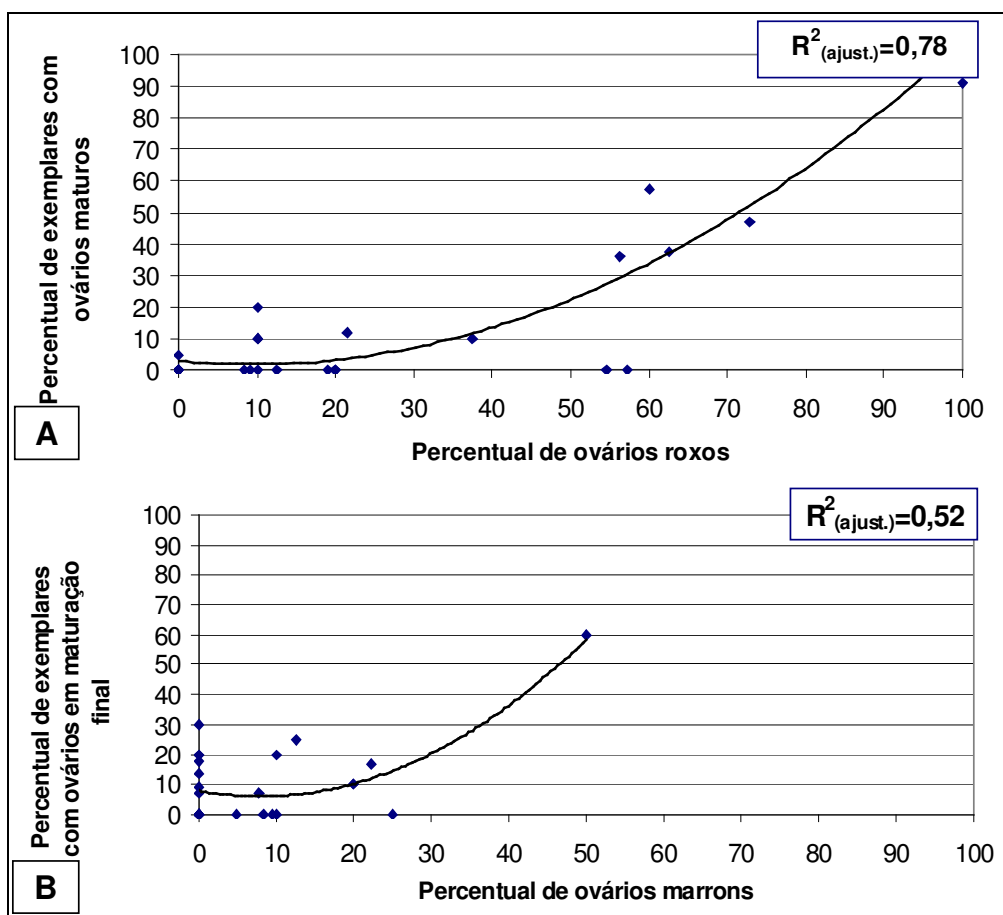 R2(ajust.)=0,78
Percentual de exemplares com
ovários maturos
100
90
80
70
60
50
40
30
20
10
0
0 10 20 30 40 50 60 70 80 90 100
A
Percentual de ovários roxos
R2(ajust.)=0,52
Percentual de exemplares
com ovários em maturação
final
100
90
80
70
60
50
40
30
20
10
0
0 10 20 30 40 50 60 70 80 90 100
B
Percentual de ovários marrons